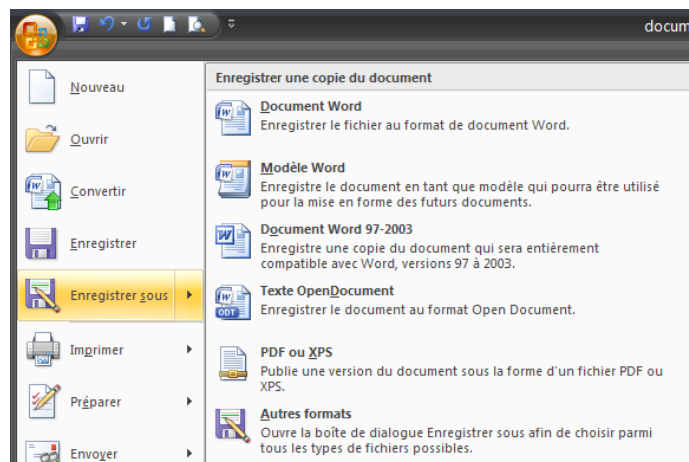 docum
Nouveau
Ouvrir
Convertir
Enregistrer
Enregistrer sous
Imprimer
Préparer
Envoyer
Enregistrer une copie du document
Document Word
Enregistrer le fichier au format de document Word.
Modèle Word
Enregistre le document en tant que modèle qui pourra être utilisé
pour la mise en forme des futurs documents.
Document Word 97-2003
Enregistre une copie du document qui sera entièrement
compatible avec Word, versions 97 à 2003.
Texte OpenDocument
Enregistrer le document au format Open Document.
ODT
PDF ou XPS
Publie une version du document sous la forme d'un fichier PDF ou
XPS.
Autres formats
Ouvre la boîte de dialogue Enregistrer sous afin de choisir parmi
tous les types de fichiers possibles.